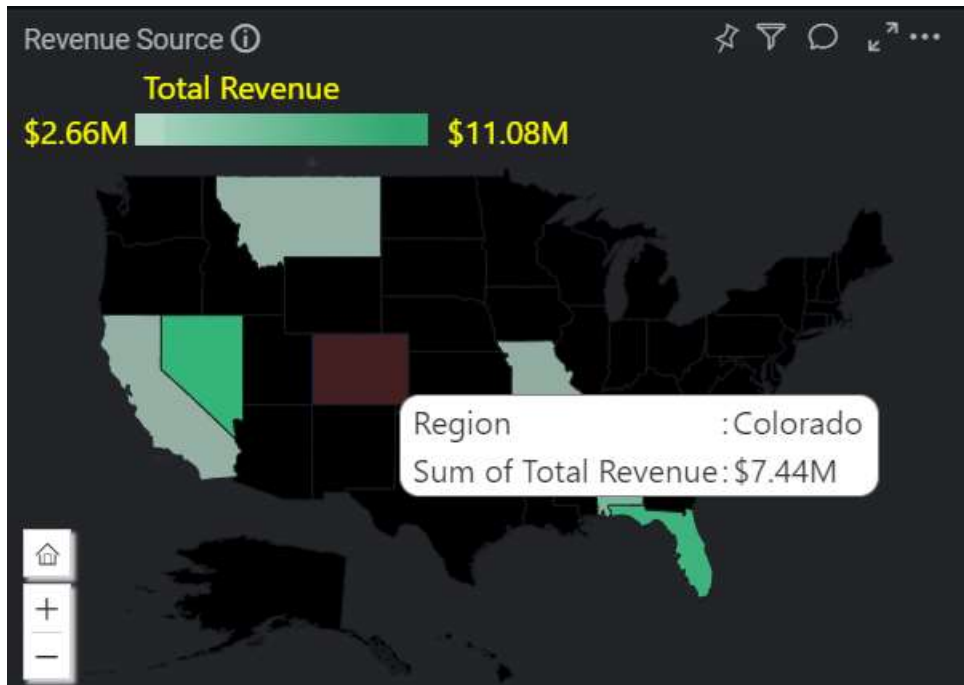 Revenue Source
Total Revenue
$2.66M $11.08M
Region :Colorado
Sum of Total Revenue:$7.44M